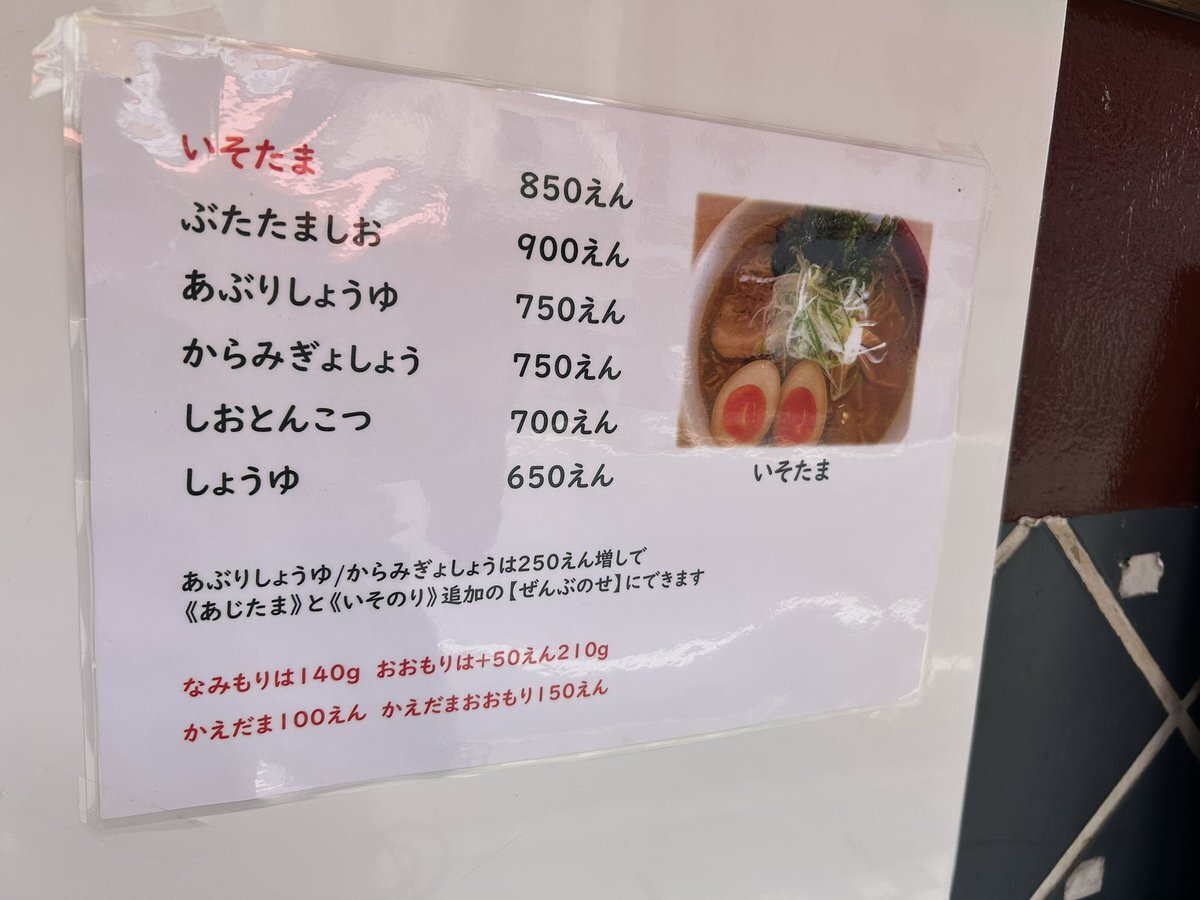 いそたま 850えん
ぶたたましお 900えん
あぶりしょうゆ 750えん
からみぎょしょう 750えん
しおとんこつ 700えん
しょうゆ 650えん
いそたま
あぶりしょうゆ/からみぎょしょうは250えん増しで
《あじたま》と《いそのり》追加の【ぜんぶのせ】にできます
なみもりは140g おおもりは+50えん210g
かえだま100えん かえだまおおもり150えん